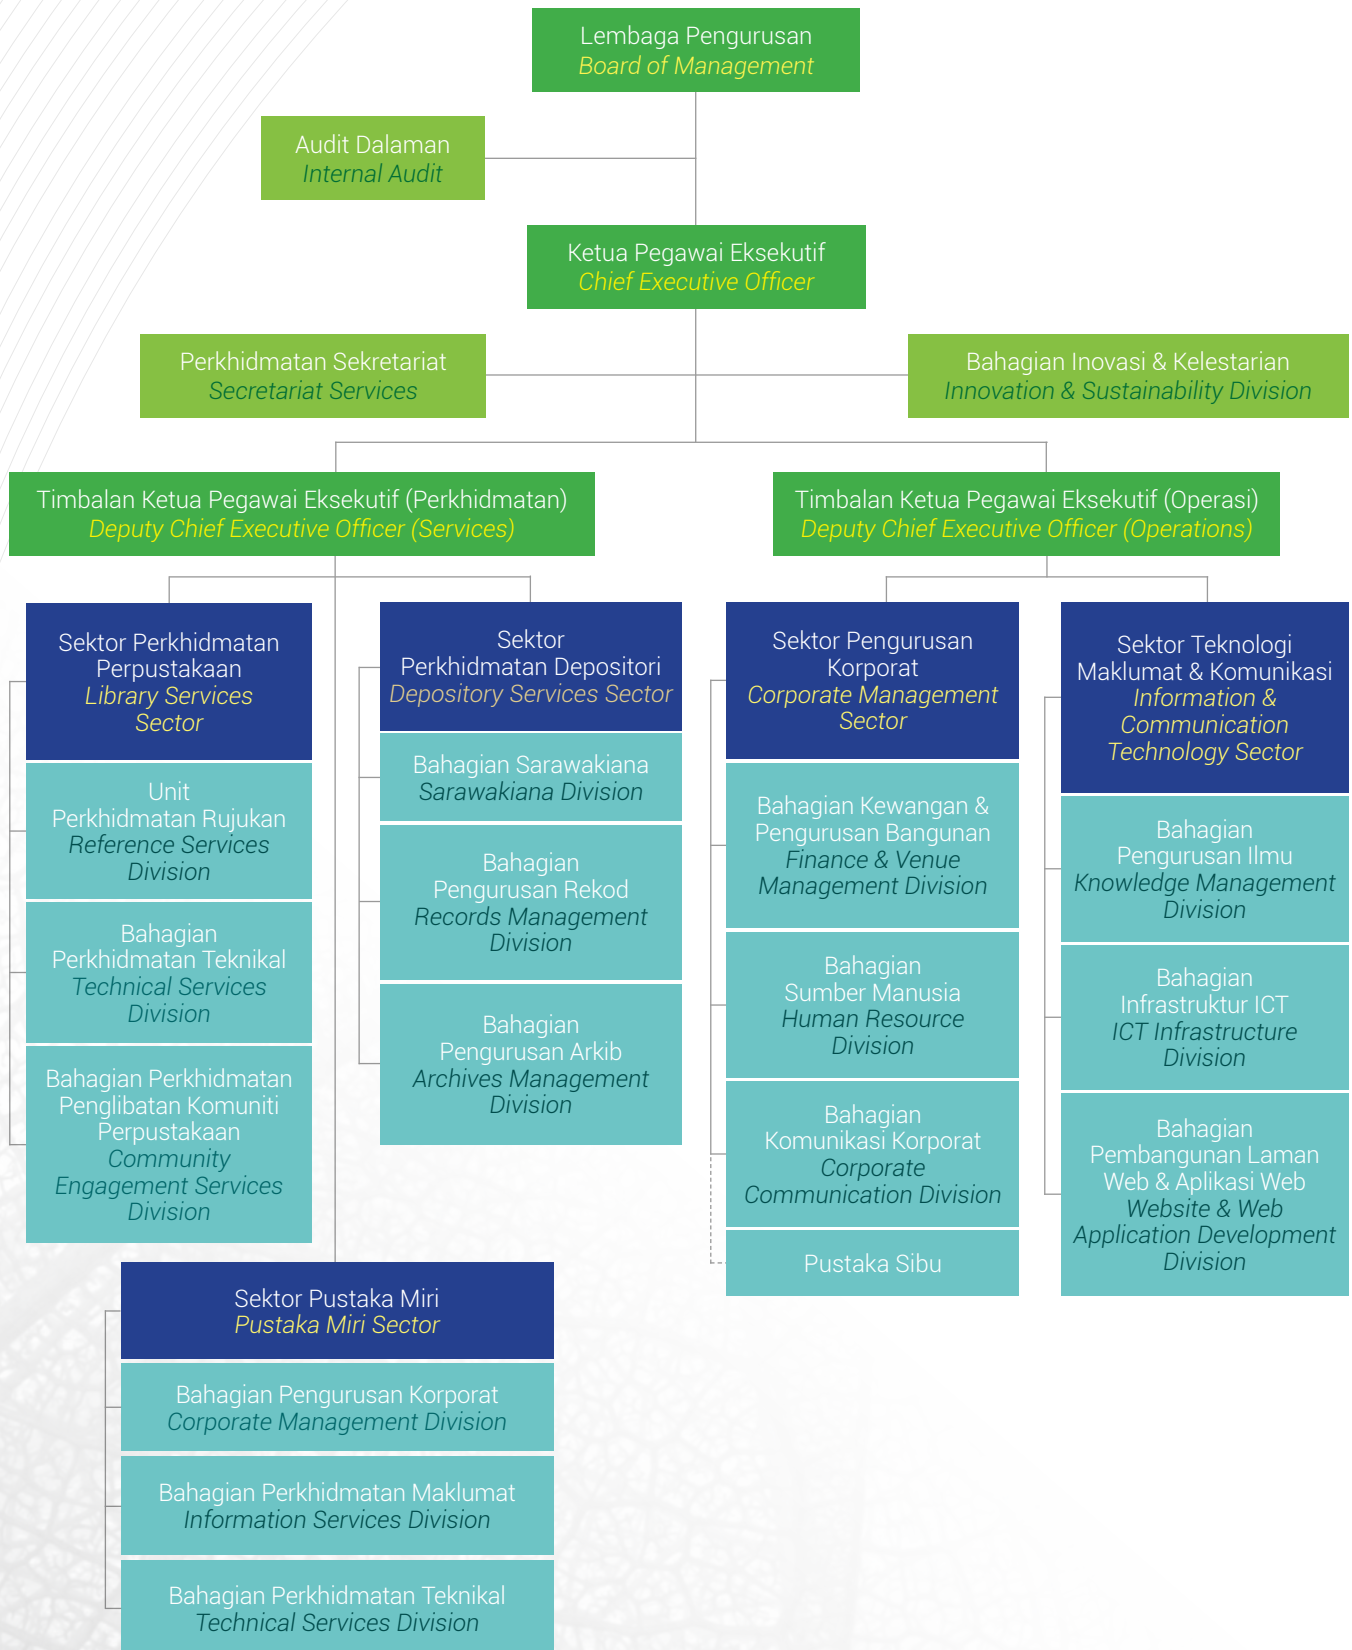 Lembaga Pengurusan
Board of Management
Audit Dalaman
Internal Audit
Ketua Pegawai Eksekutif
Chief Executive Officer
Perkhidmatan Sekretariat
Secretariat Services
Bahagian Inovasi & Kelestarian
Innovation & Sustainability Division
Timbalan Ketua Pegawai Eksekutif (Perkhidmatan)
Deputy Chief Executive Officer (Services)
Timbalan Ketua Pegawai Eksekutif (Operasi)
Deputy Chief Executive Officer (Operations)
Sektor Perkhidmatan
Perpustakaan
Library Services
Sector
Unit
Perkhidmatan Rujukan
Reference Services
Division
Bahagian
Perkhidmatan Teknikal
Technical Services
Division
Bahagian Perkhidmatan
Penglibatan Komuniti
Perpustakaan
Community
Engagement Services
Division
Sektor
Perkhidmatan Depositori
Depository Services Sector
Bahagian Sarawakiana
Sarawakiana Division
Bahagian
Pengurusan Rekod
Records Management
Division
Bahagian
Pengurusan Arkib
Archives Management
Division
Sektor Pengurusan
Korporat
Corporate Management
Sector
Bahagian Kewangan &
Pengurusan Bangunan
Finance & Venue
Management Division
Bahagian
Sumber Manusia
Human Resource
Division
Bahagian
Komunikasi Korporat
Corporate
Communication Division
Pustaka Sibu
Sektor Teknologi
Maklumat & Komunikasi
Information &
Communication
Technology Sector
Bahagian
Pengurusan Ilmu
Knowledge Management
Division
Bahagian
Infrastruktur ICT
ICT Infrastructure
Division
Bahagian
Pembangunan Laman
Web & Aplikasi Web
Website & Web
Application Development
Division
Sektor Pustaka Miri
Pustaka Miri Sector
Bahagian Pengurusan Korporat
Corporate Management Division
Bahagian Perkhidmatan Maklumat
Information Services Division
Bahagian Perkhidmatan Teknikal
Technical Services Division